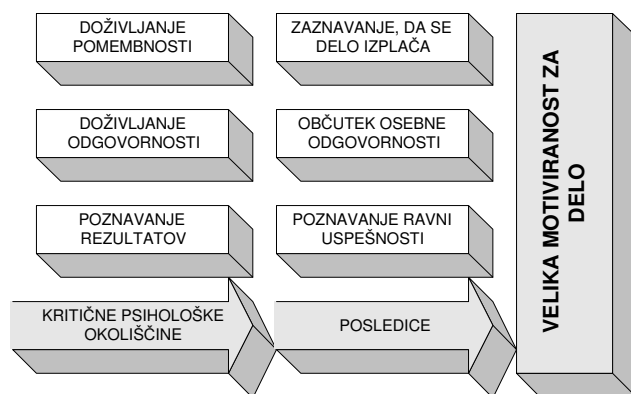 DOŽIVLJANJE
POMEMBNOSTI
ZAZNAVANJE, DA SE
DELO IZPLAČA
DOŽIVLJANJE
ODGOVORNOSTI
OBČUTEK OSEBNE
ODGOVORNOSTI
POZNAVANJE
REZULTATOV
POZNAVANJE RAVNI
USPEŠNOSTI
KRITIČNE PSIHOLOŠKE
OKOLIŠČINE
POSLEDICE
VELIKA MOTIVIRANOST ZA
DELO